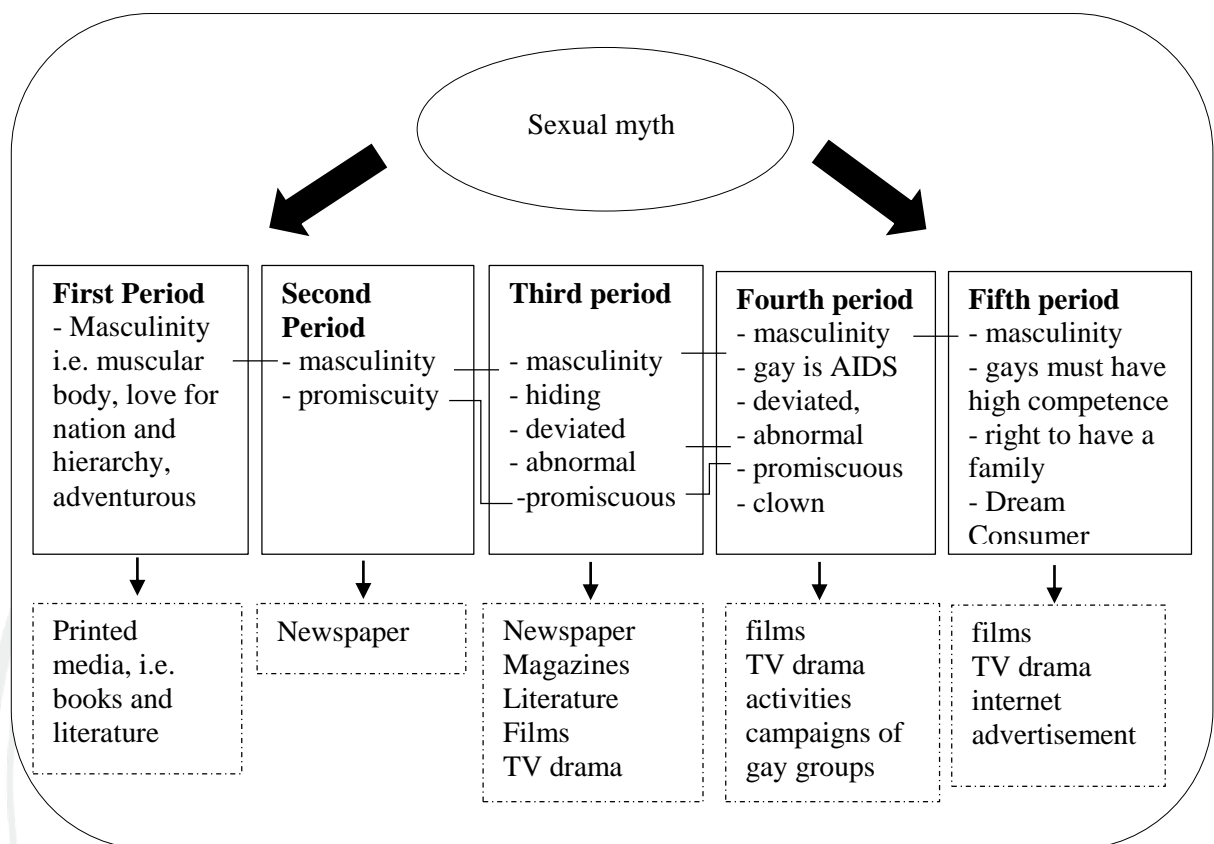 Sexual myth
First Period
- Masculinity
i.e. muscular
body, love for
nation and
hierarchy,
adventurous
Second
Period
- masculinity
- promiscuity
Third period
- masculinity
- hiding
- deviated
- abnormal
-promiscuous
Fourth period
- masculinity
- gay is AIDS
- deviated,
- abnormal
- promiscuous
- clown
Fifth period
- masculinity
- gays must have
high competence
- right to have a
family
- Dream
Consumer
Printed
media, i.e.
books and
literature
Newspaper
Newspaper
Magazines
Literature
Films
TV drama
films
TV drama
activities
campaigns of
gay groups
films
TV drama
internet
advertisement